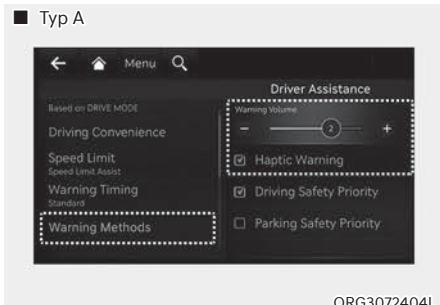 ■ Typ A
Menu
Driver Assistance
Based on DRIVE MODE
Warning Volume
Driving Convenience
- 2 +
Speed Limit
Speed Limit Assist
Haptic Warning
Warning Timing
Standard
Driving Safety Priority
Warning Methods
Parking Safety Priority